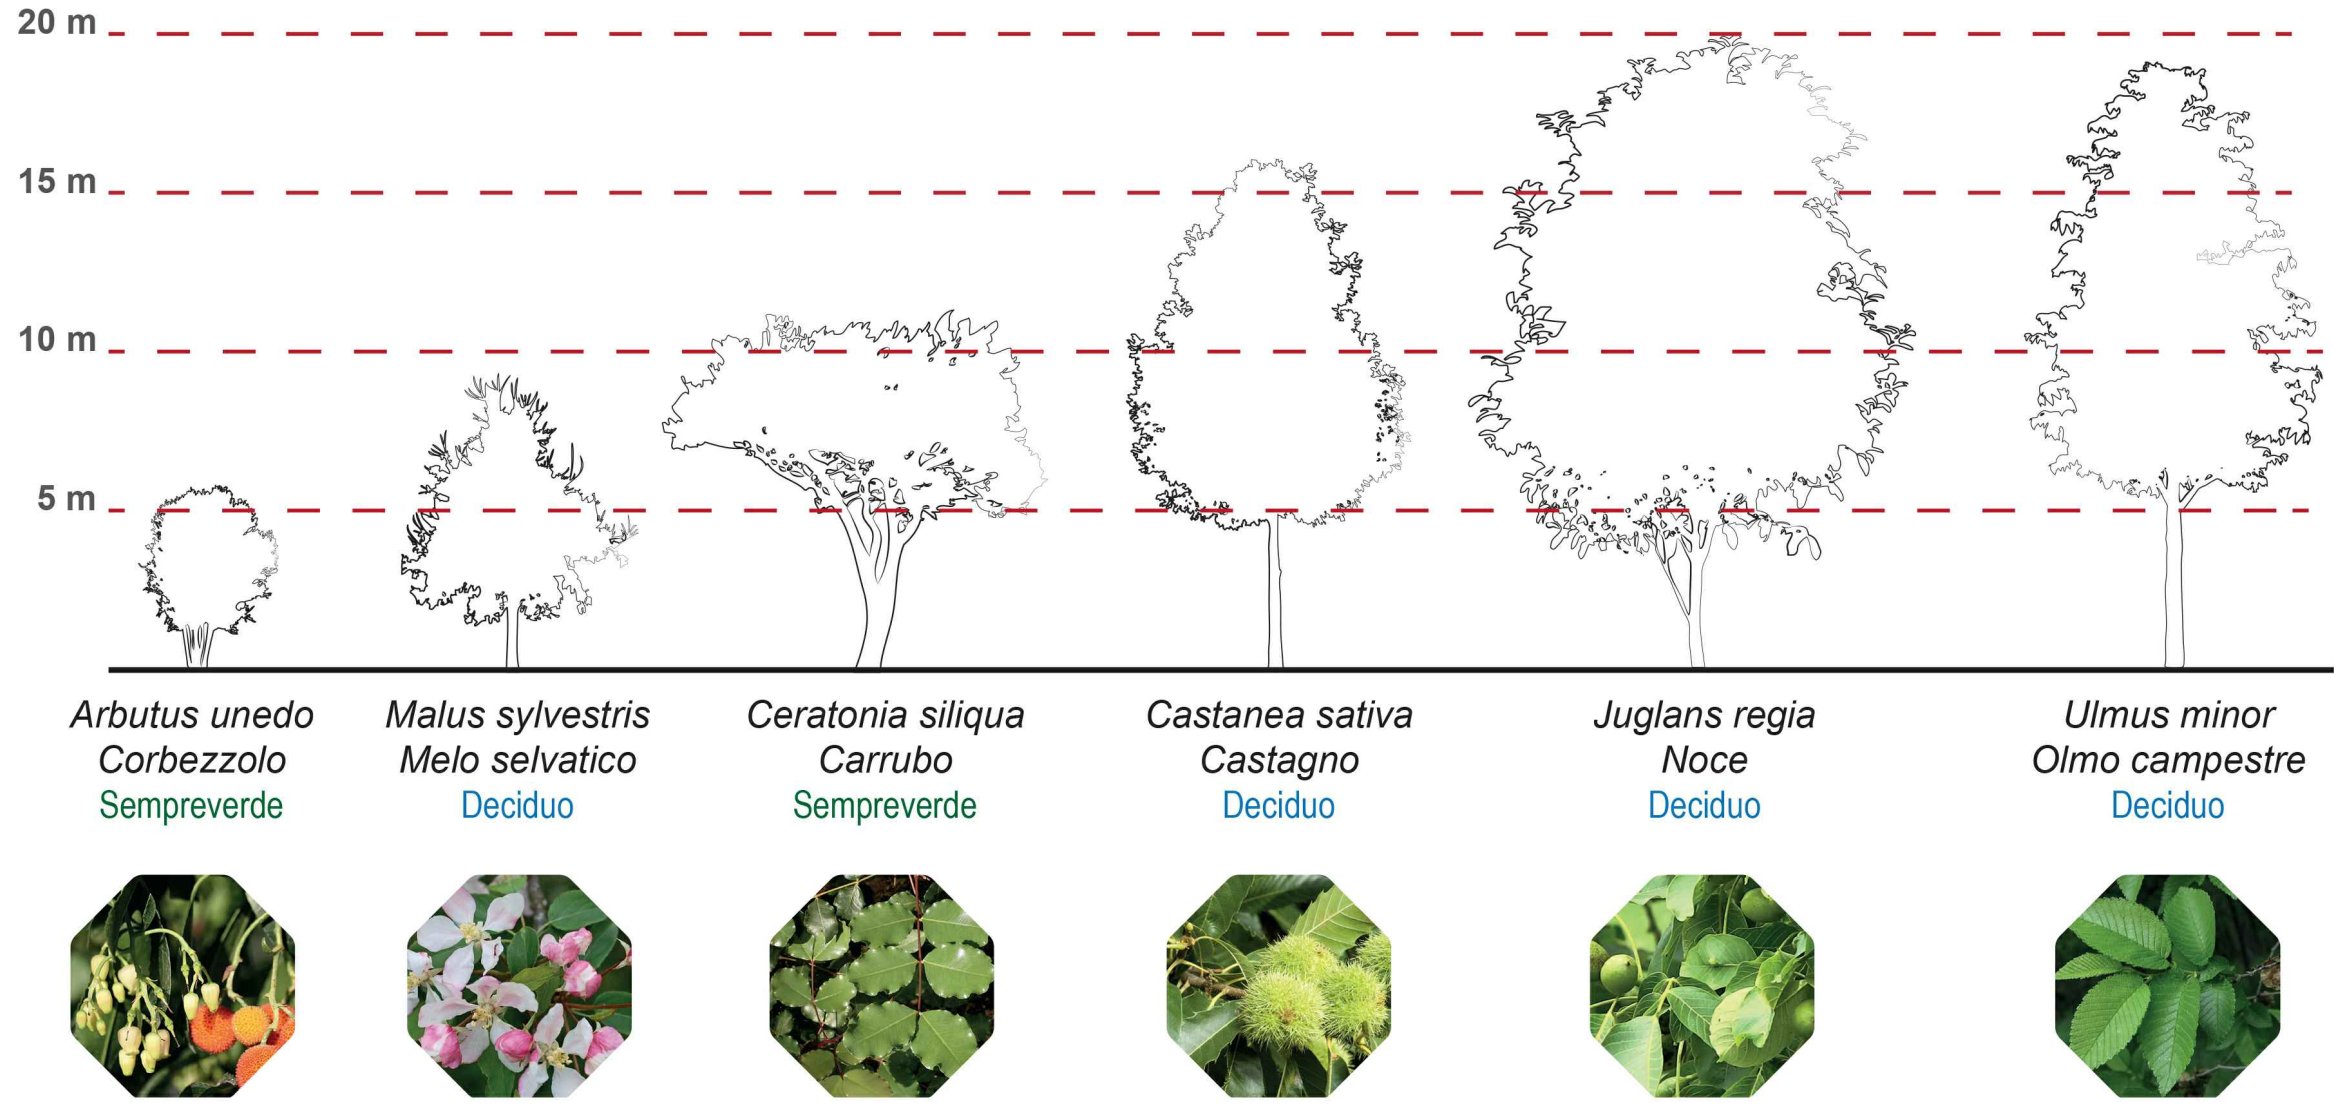 20 m
15 m
10 m
5 m
Arbutus unedo
Corbezzolo
Sempreverde
Malus sylvestris
Melo selvatico
Deciduo
Ceratonia siliqua
Carrubo
Sempreverde
Castanea sativa
Castagno
Deciduo
Juglans regia
Noce
Deciduo
Ulmus minor
Olmo campestre
Deciduo